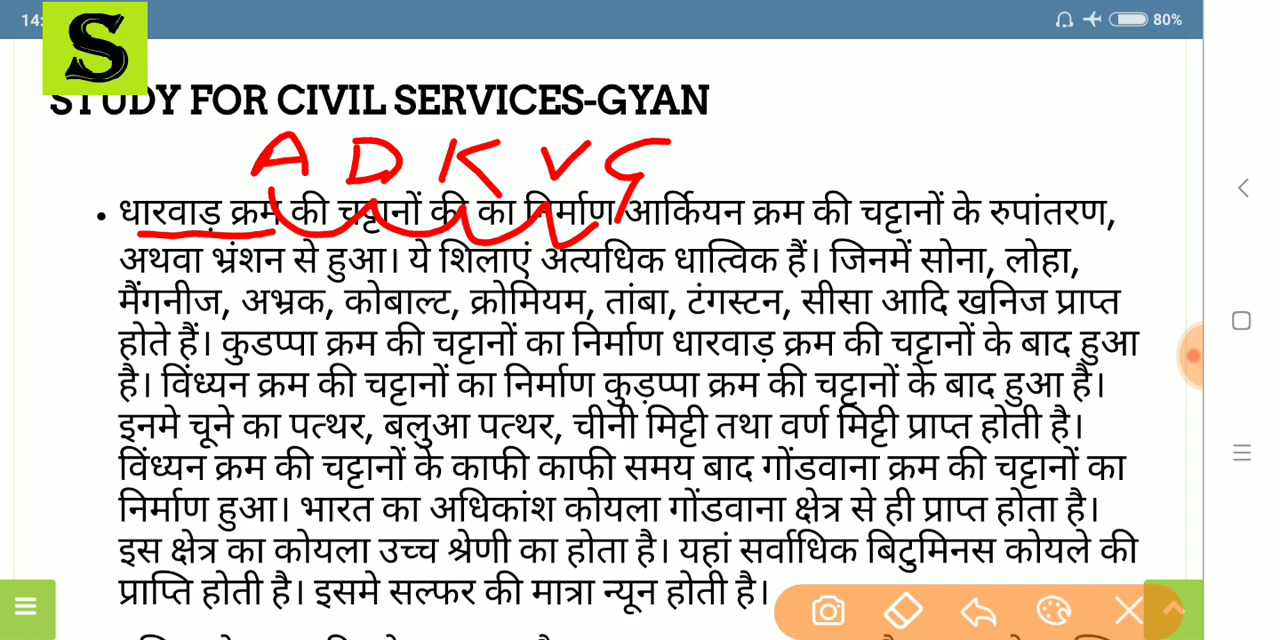 14:
80%
S
STUDY FOR CIVIL SERVICES-GYAN
A D K V G
• धारवाड़ क्रम की चट्टानों की का निर्माण आर्कियन क्रम की चट्टानों के रुपांतरण,
अथवा भ्रंशन से हुआ। ये शिलाएं अत्यधिक धात्विक हैं। जिनमें सोना, लोहा,
मैंगनीज, अभ्रक, कोबाल्ट, क्रोमियम, तांबा, टंगस्टन, सीसा आदि खनिज प्राप्त
होते हैं। कुडप्पा क्रम की चट्टानों का निर्माण धारवाड़ क्रम की चट्टानों के बाद हुआ
है। विंध्यन क्रम की चट्टानों का निर्माण कुड़प्पा क्रम की चट्टानों के बाद हुआ है।
इनमे चूने का पत्थर, बलुआ पत्थर, चीनी मिट्टी तथा वर्ण मिट्टी प्राप्त होती है।
विंध्यन क्रम की चट्टानों के काफी काफी समय बाद गोंडवाना क्रम की चट्टानों का
निर्माण हुआ। भारत का अधिकांश कोयला गोंडवाना क्षेत्र से ही प्राप्त होता है।
इस क्षेत्र का कोयला उच्च श्रेणी का होता है। यहां सर्वाधिक बिटुमिनस कोयले की
प्राप्ति होती है। इसमे सल्फर की मात्रा न्यून होती है।